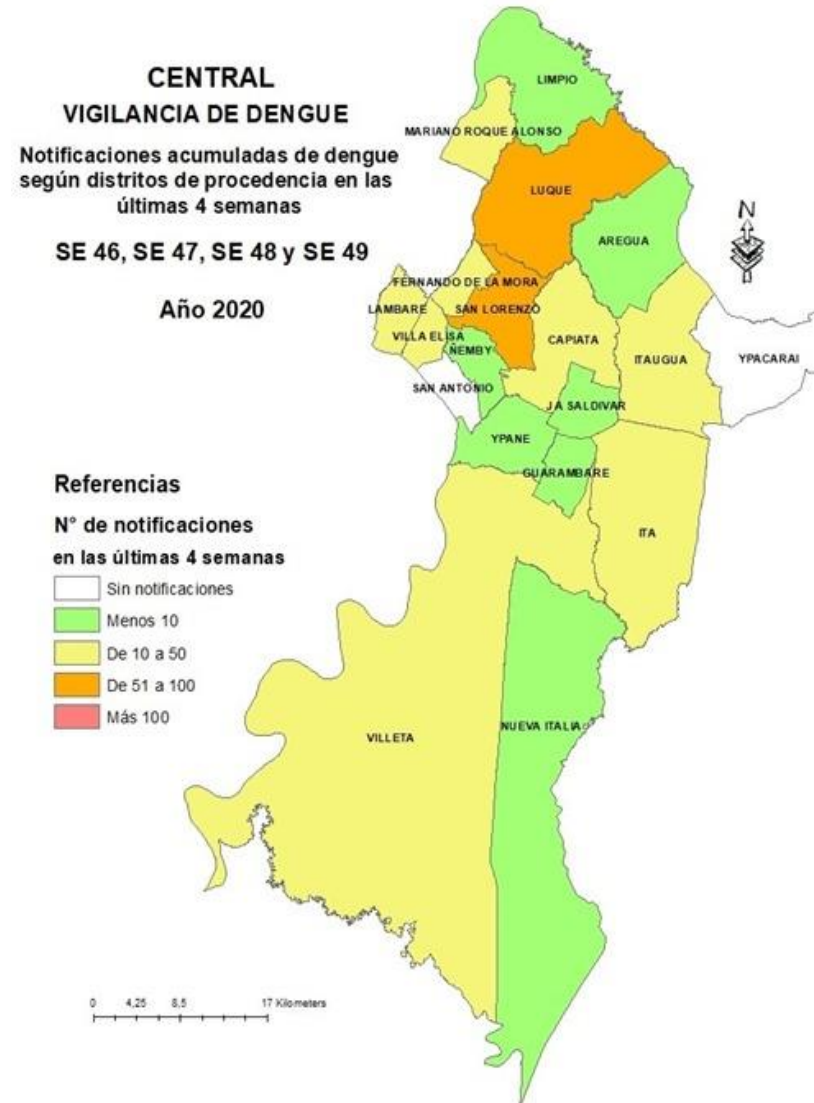 CENTRAL
VIGILANCIA DE DENGUE
Notificaciones acumuladas de dengue
según distritos de procedencia en las
últimas 4 semanas
SE 46, SE 47, SE 48 y SE 49
Año 2020
N
LIMPIO
MARIANO ROQUE ALONSO
LUQUE
AREGUA
FERNANDO DE LA MORA
LAMBARE
SAN LORENZO
VILLA ELISA
CAPIATA
ÑEMBY
ITAUGUA
YPACARAI
SAN ANTONIO
J A SALDIVAR
YPANE
GUARAMBARE
ITA
VILLETA
NUEVA ITALIA
Referencias
N° de notificaciones
en las últimas 4 semanas
Sin notificaciones
Menos 10
De 10 a 50
De 51 a 100
Más 100
0 4,25 8,5 17 Kilometers